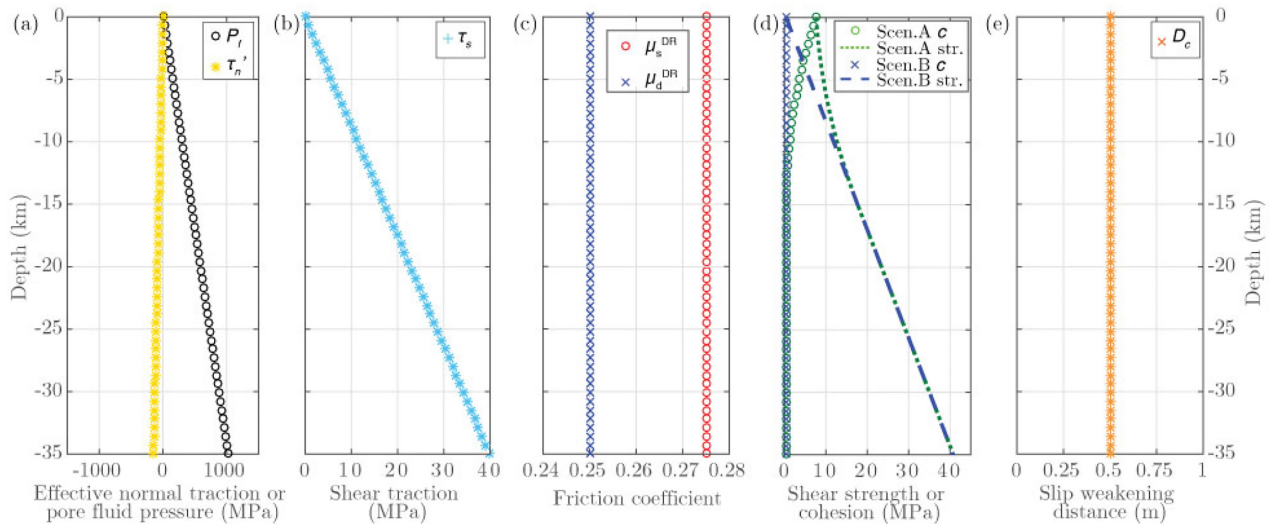 (a)
P_f
τ_n'
0
-5
-10
-15
-20
-25
-30
-35
Depth (km)
-1000
0
1000
Effective normal traction or
pore fluid pressure (MPa)
(b)
τ_s
0
10
20
30
40
Shear traction
(MPa)
(c)
μ_s^DR
μ_d^DR
0.24
0.25
0.26
0.27
0.28
Friction coefficient
(d)
Scen.A c
Scen.A str.
Scen.B c
Scen.B str.
0
10
20
30
40
Shear strength or
cohesion (MPa)
(e)
D_c
0
0.25
0.5
0.75
1
Slip weakening
distance (m)
0
-5
-10
-15
-20
-25
-30
-35
Depth (km)